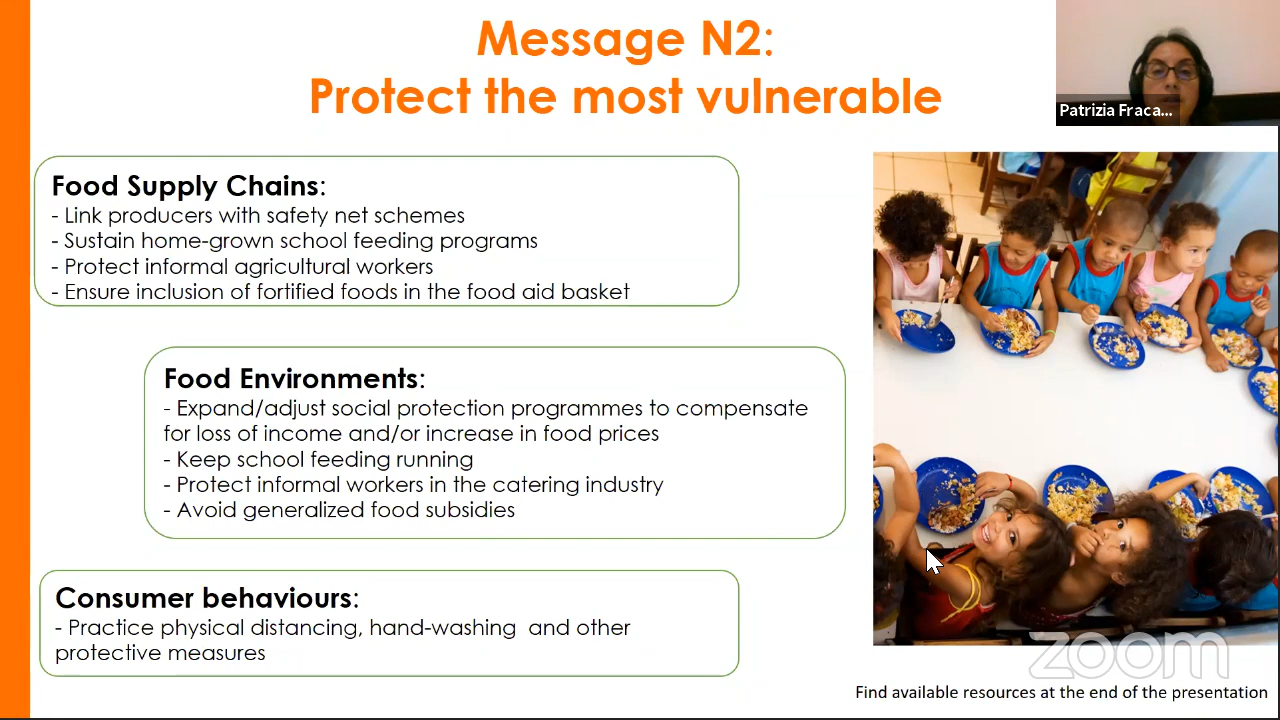 Message N2:
Protect the most vulnerable
Patrizia Fraca...
Food Supply Chains:
- Link producers with safety net schemes
- Sustain home-grown school feeding programs
- Protect informal agricultural workers
- Ensure inclusion of fortified foods in the food aid basket
Food Environments:
- Expand/adjust social protection programmes to compensate
for loss of income and/or increase in food prices
- Keep school feeding running
- Protect informal workers in the catering industry
- Avoid generalized food subsidies
Consumer behaviours:
- Practice physical distancing, hand-washing  and other
protective measures
zoom
Find available resources at the end of the presentation